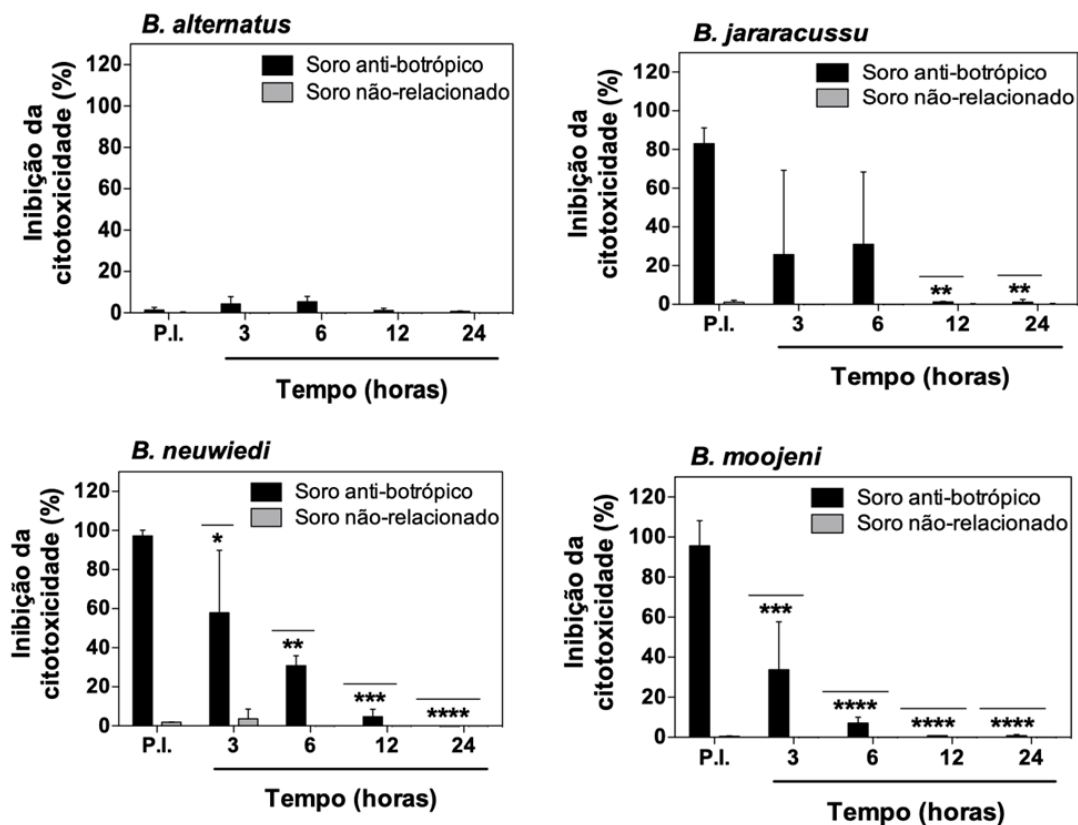 B. alternatus
Inibição da
citotoxicidade (%)
120
100
80
60
40
20
0
Soro anti-botrópico
Soro não-relacionado
P.I. 3 6 12 24
Tempo (horas)
B. jararacussu
Inibição da
citotoxicidade (%)
120
100
80
60
40
20
0
Soro anti-botrópico
Soro não-relacionado
** **
P.I. 3 6 12 24
Tempo (horas)
B. neuwiedi
Inibição da
citotoxicidade (%)
120
100
80
60
40
20
0
Soro anti-botrópico
Soro não-relacionado
*
**
*** ****
P.I. 3 6 12 24
Tempo (horas)
B. moojeni
Inibição da
citotoxicidade (%)
120
100
80
60
40
20
0
Soro anti-botrópico
Soro não-relacionado
***
**** **** ****
P.I. 3 6 12 24
Tempo (horas)